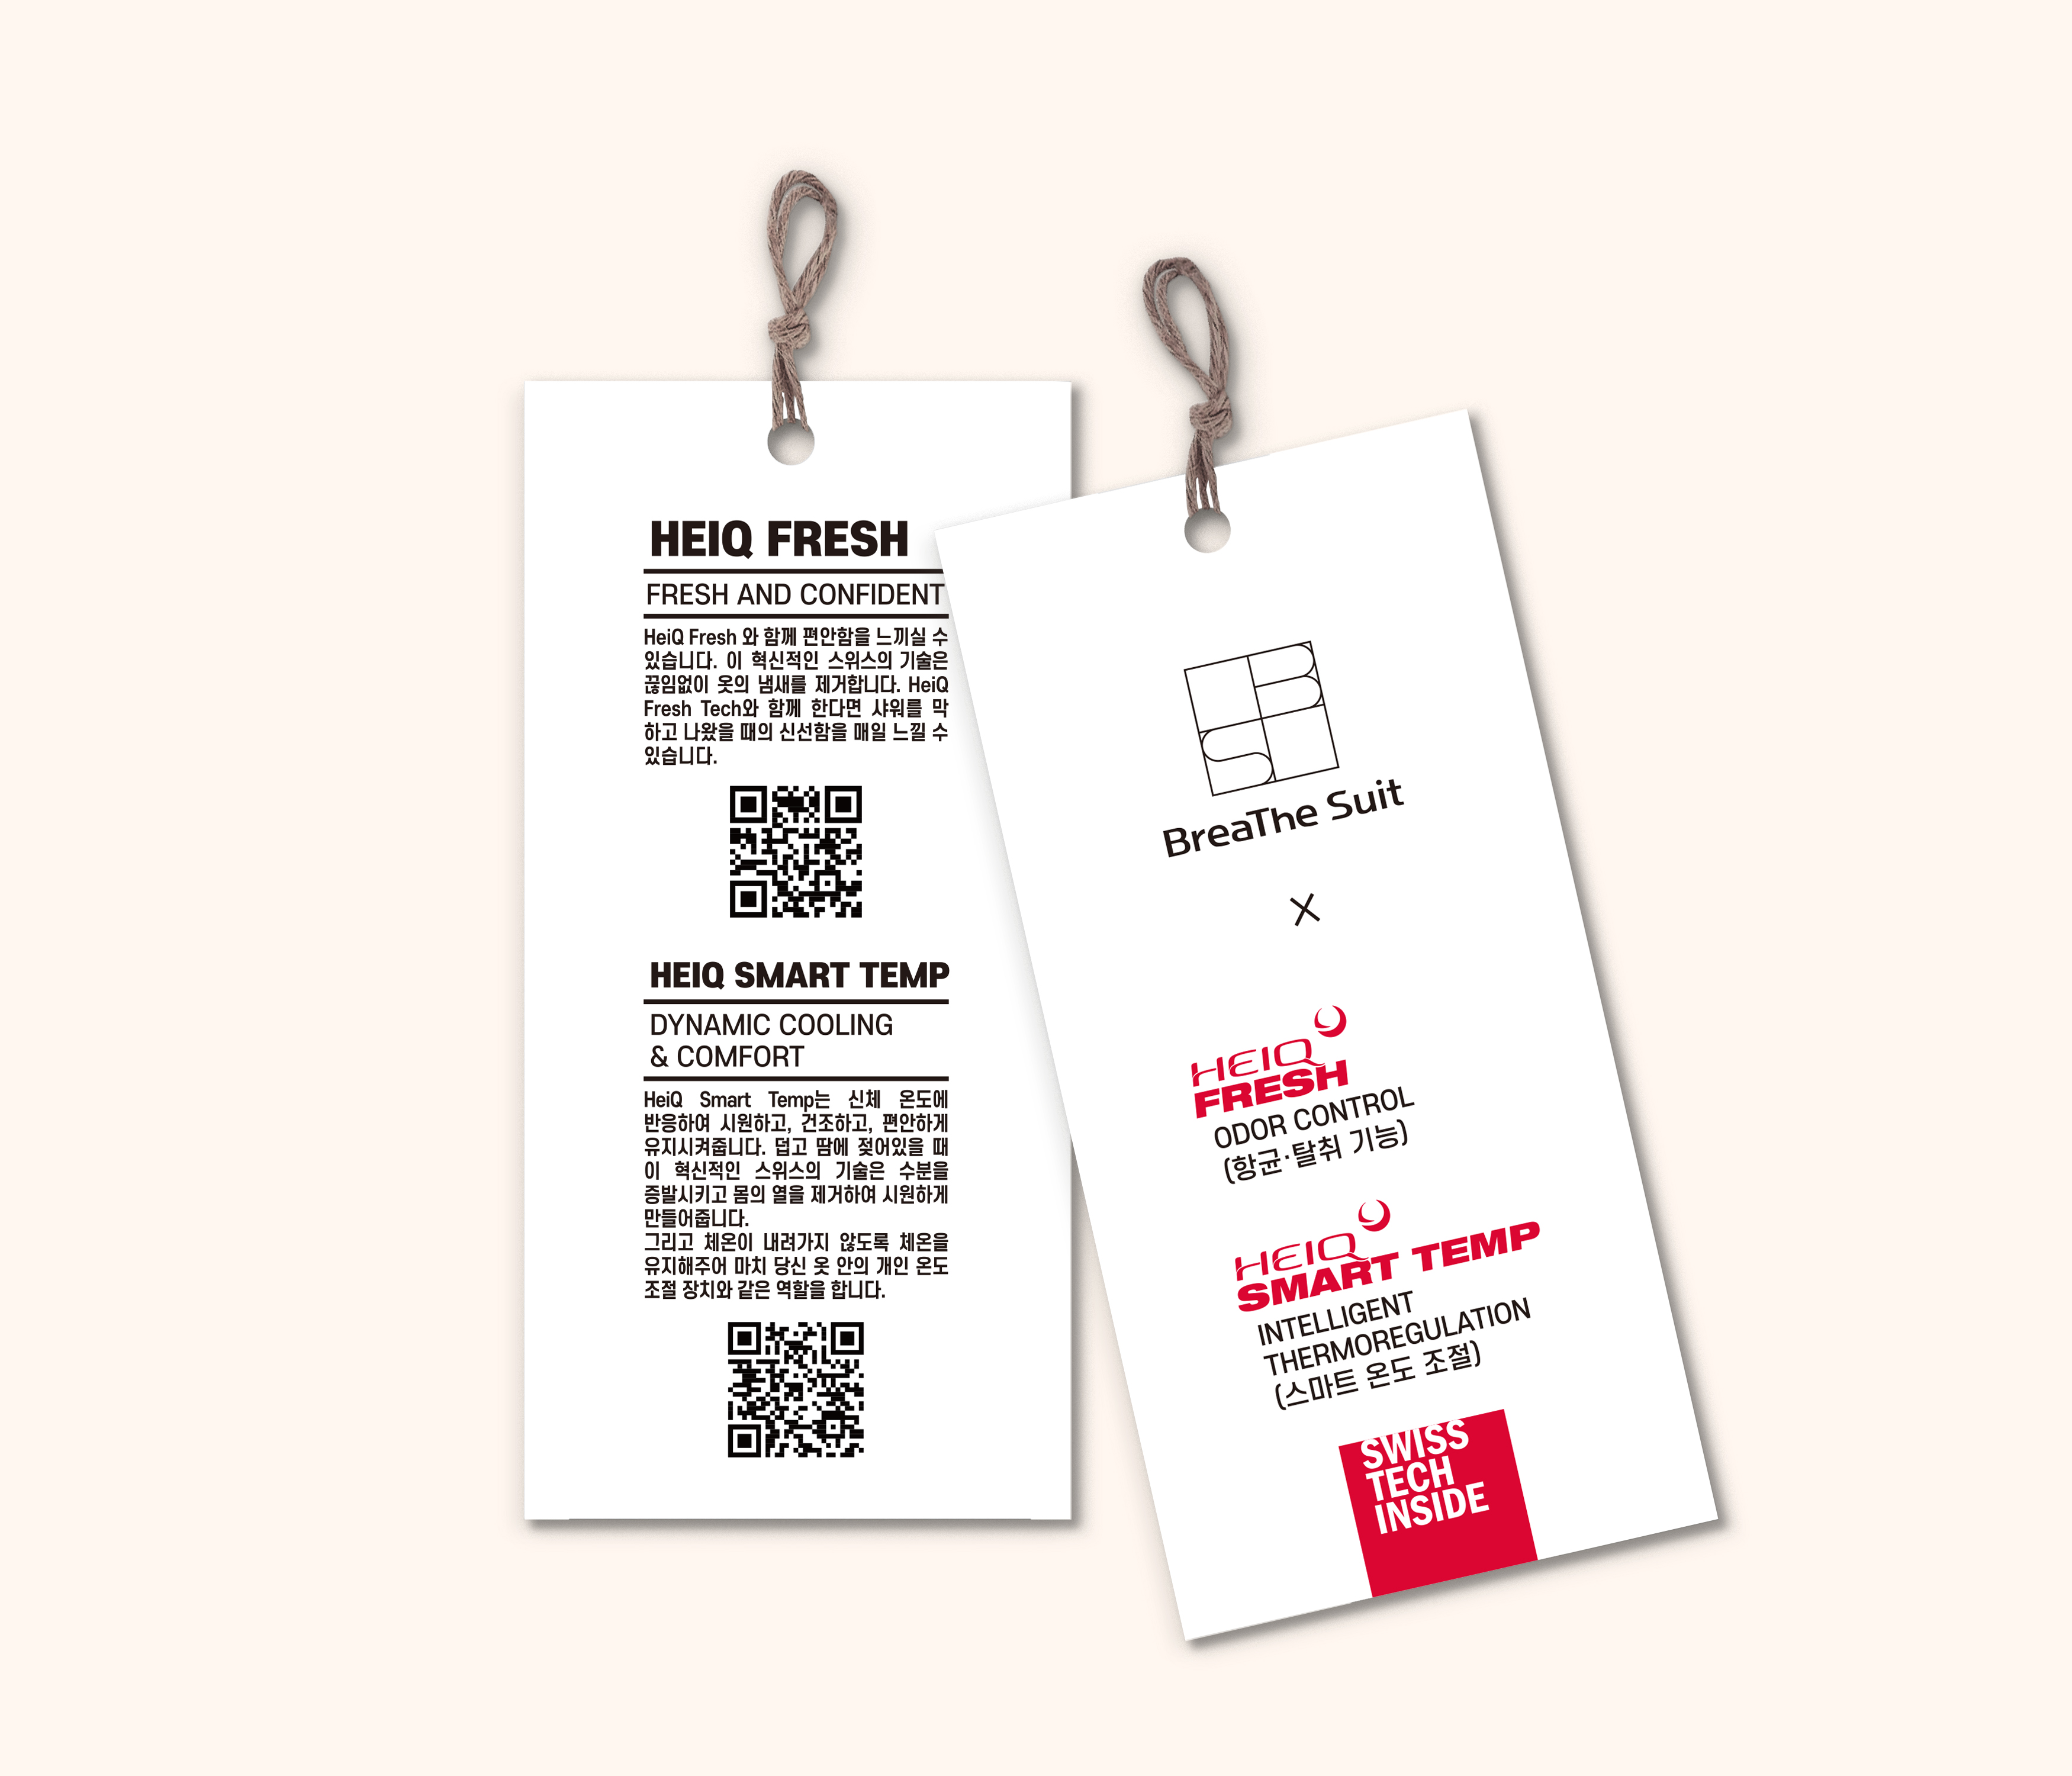 HEIQ FRESH
FRESH AND CONFIDENT
HeiQ Fresh 와 함께 편안함을 느끼실 수
있습니다. 이 혁신적인 스위스의 기술은
끊임없이 옷의 냄새를 제거합니다. HeiQ
Fresh Tech와 함께 한다면 샤워를 막
하고 나왔을 때의 신선함을 매일 느낄 수
있습니다.
HEIQ SMART TEMP
DYNAMIC COOLING
& COMFORT
HeiQ Smart Temp는 신체 온도에
반응하여 시원하고, 건조하고, 편안하게
유지시켜줍니다. 덥고 땀에 젖어있을 때
이 혁신적인 스위스의 기술은 수분을
증발시키고 몸의 열을 제거하여 시원하게
만들어줍니다.
그리고 체온이 내려가지 않도록 체온을
유지해주어 마치 당신 옷 안의 개인 온도
조절 장치와 같은 역할을 합니다.
BreaThe Suit
X
HEIQ
FRESH
ODOR CONTROL
(항균·탈취 기능)
HEIQ
SMART TEMP
INTELLIGENT
THERMOREGULATION
(스마트 온도 조절)
SWISS
TECH
INSIDE